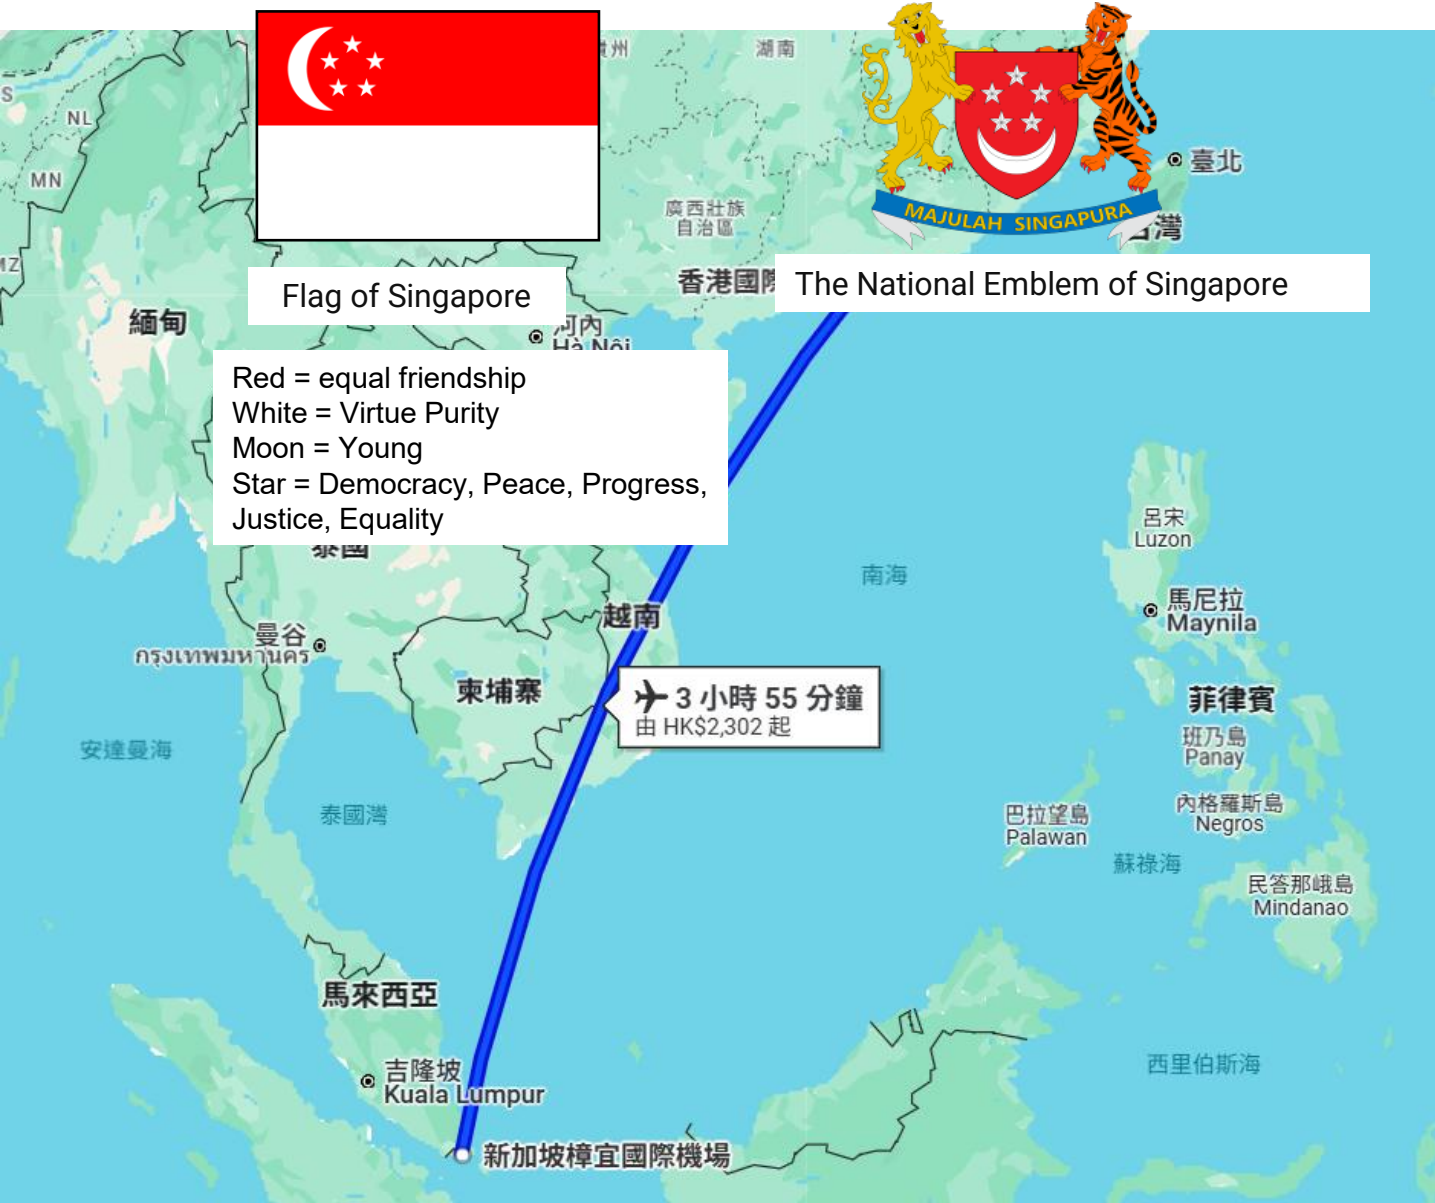 湖南
S
NL
MN
臺北
廣西壯族
自治區
MAJULAH SINGAPURA
Flag of Singapore
香港國際
The National Emblem of Singapore
緬甸
河內
Hà Nội
Red = equal friendship
White = Virtue Purity
Moon = Young
Star = Democracy, Peace, Progress,
Justice, Equality
泰國
呂宋
Luzon
南海
馬尼拉
Maynila
越南
曼谷
กรุงเทพมหานคร
柬埔寨
3 小時 55 分鐘
由 HK$2,302 起
菲律賓
班乃島
Panay
安達曼海
泰國灣
巴拉望島
Palawan
內格羅斯島
Negros
蘇祿海
民答那峨島
Mindanao
馬來西亞
吉隆坡
Kuala Lumpur
西里伯斯海
新加坡樟宜國際機場